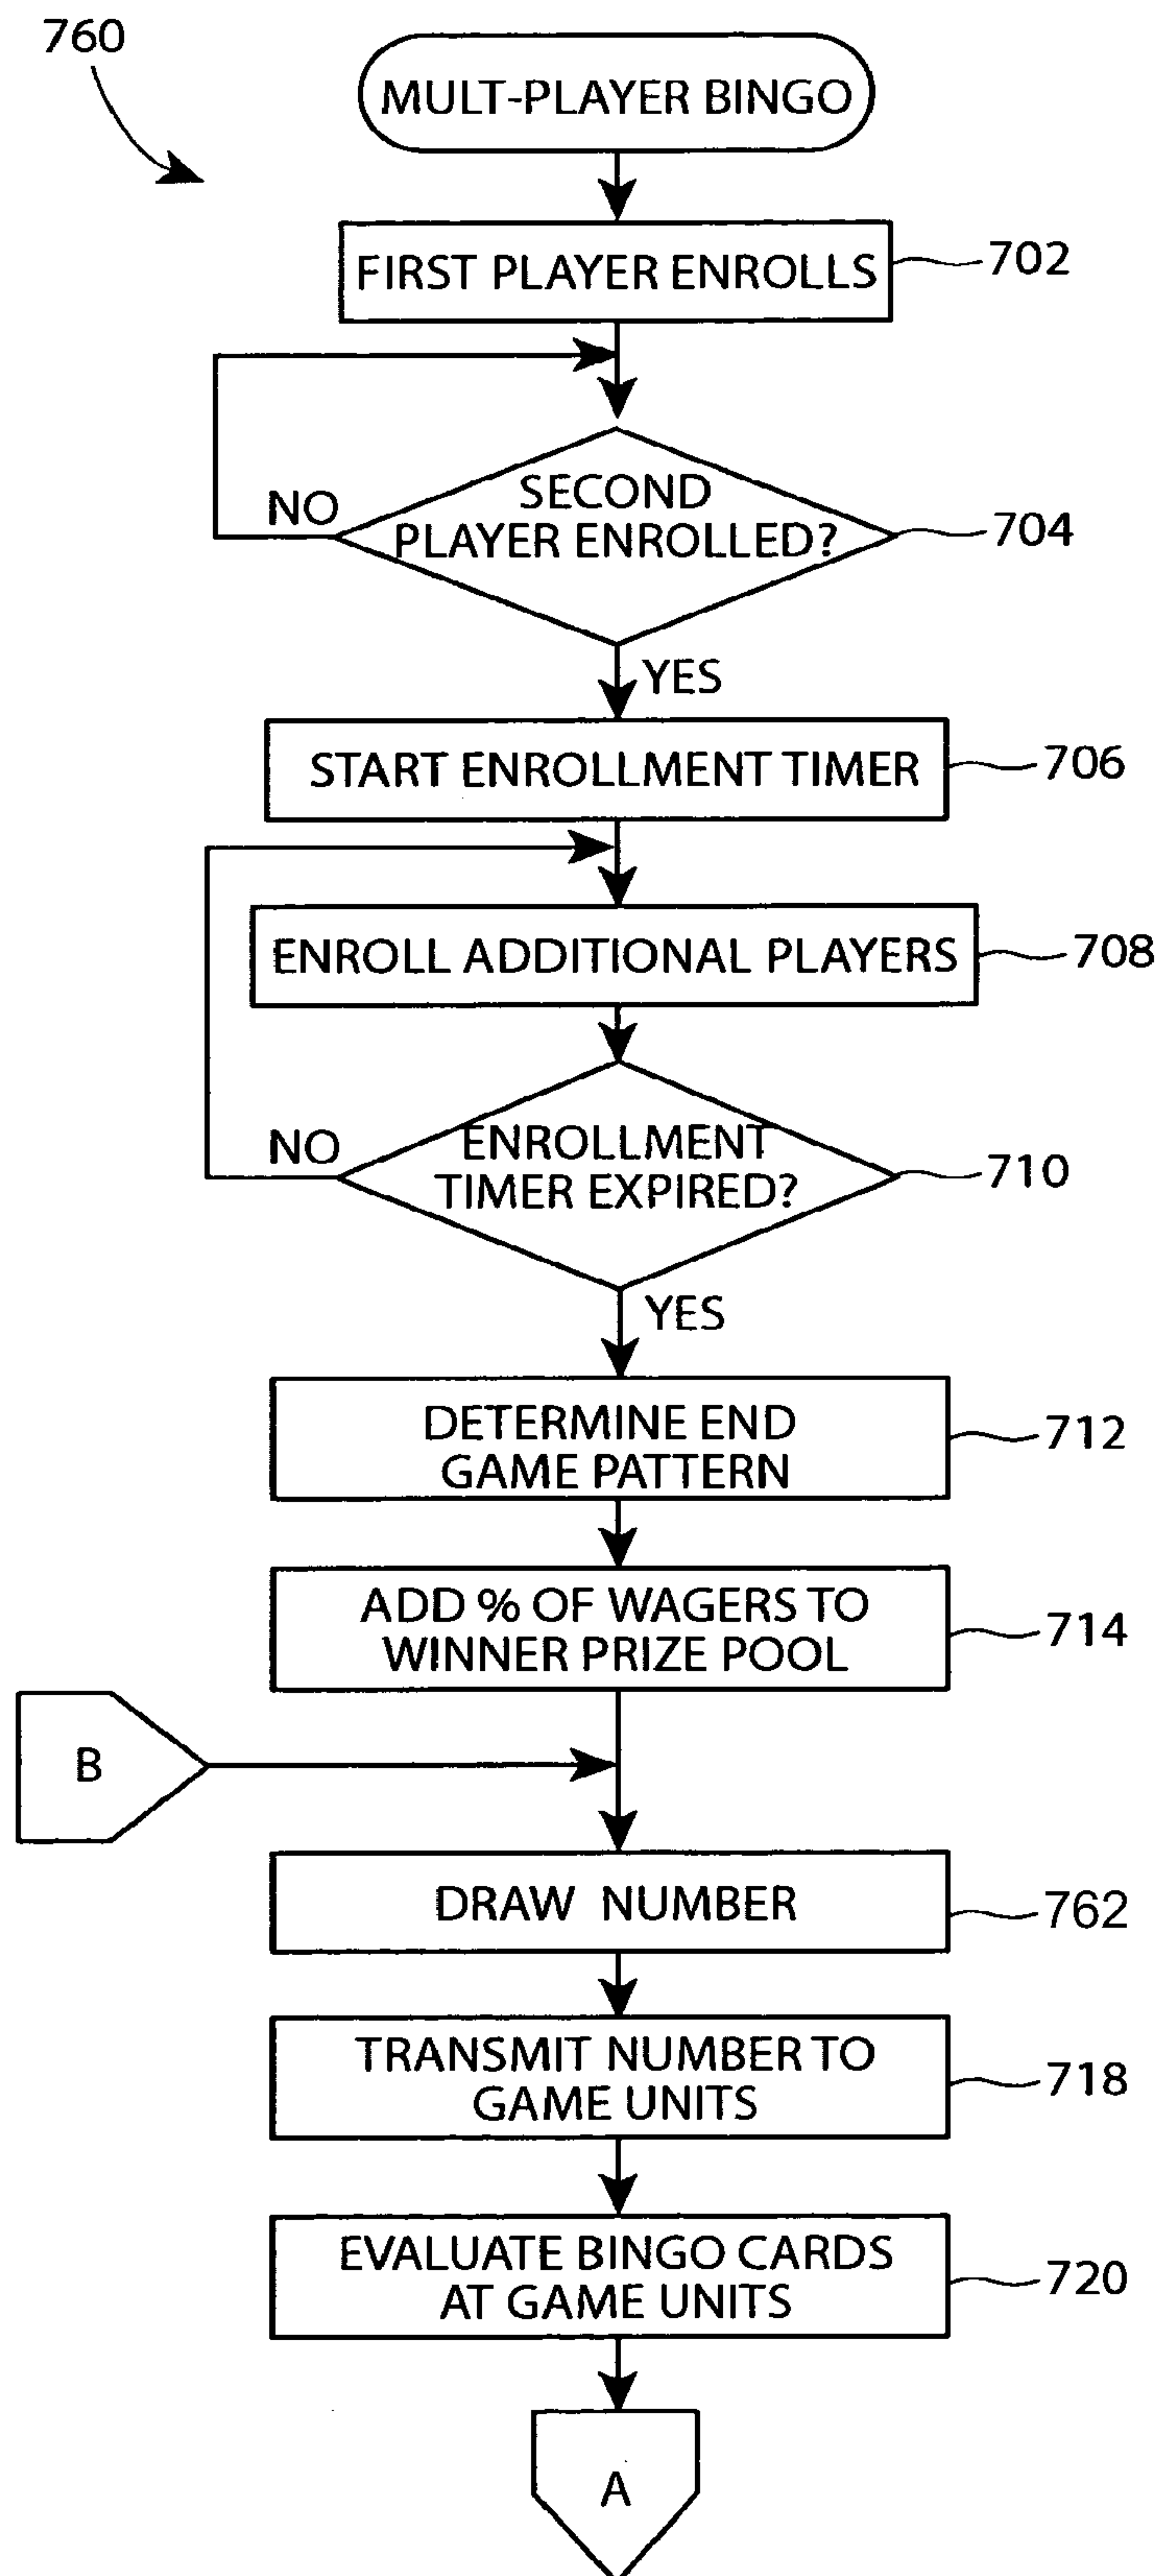 760
MULT-PLAYER BINGO
FIRST PLAYER ENROLLS
702
NO
SECOND
PLAYER ENROLLED?
704
YES
START ENROLLMENT TIMER
706
ENROLL ADDITIONAL PLAYERS
708
NO
ENROLLMENT
TIMER EXPIRED?
710
YES
DETERMINE END
GAME PATTERN
712
ADD % OF WAGERS TO
WINNER PRIZE POOL
714
B
DRAW NUMBER
762
TRANSMIT NUMBER TO
GAME UNITS
718
EVALUATE BINGO CARDS
AT GAME UNITS
720
A